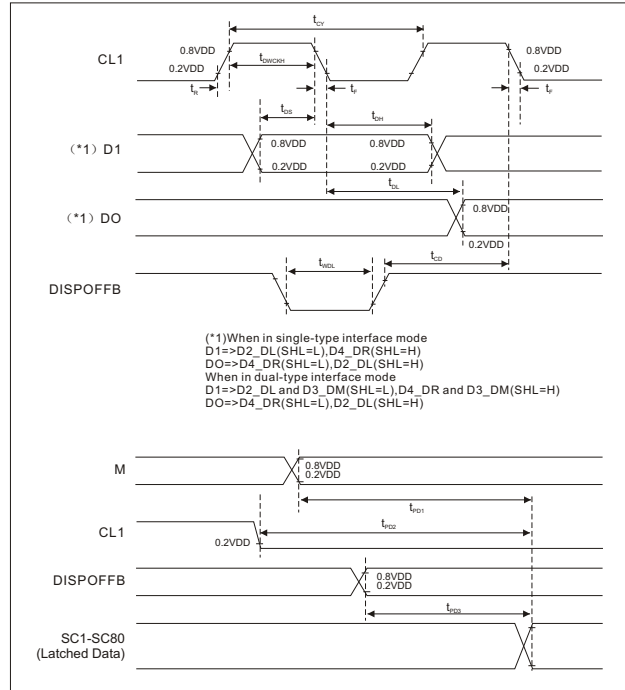 tCY
CL1
0.8VDD
0.2VDD
tDWCKH
0.8VDD
0.2VDD
tR
tF
tF
tDS
tDH
(*1) D1
0.8VDD
0.8VDD
0.2VDD
0.2VDD
tDL
(*1) DO
0.8VDD
0.2VDD
tWDL
tCD
DISPOFFB
(*1)When in single-type interface mode
D1=>D2_DL(SHL=L),D4_DR(SHL=H)
DO=>D4_DR(SHL=L),D2_DL(SHL=H)
When in dual-type interface mode
D1=>D2_DL and D3_DM(SHL=L),D4_DR and D3_DM(SHL=H)
DO=>D4_DR(SHL=L),D2_DL(SHL=H)
M
0.8VDD
0.2VDD
tPD1
CL1
0.2VDD
tPD2
DISPOFFB
0.8VDD
0.2VDD
tPD3
SC1-SC80
(Latched Data)